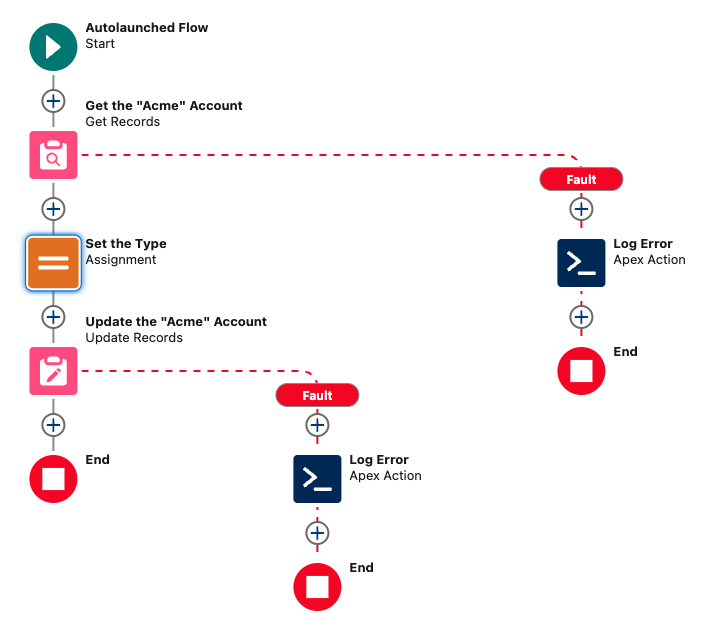 Autolaunched Flow
Start
Get the "Acme" Account
Get Records
Fault
Set the Type
Assignment
Log Error
Apex Action
Update the "Acme" Account
Update Records
End
Fault
End
Log Error
Apex Action
End